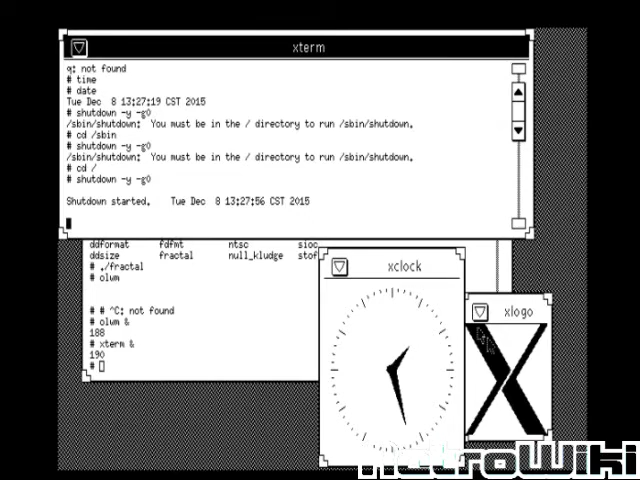 xterm
q: not found
# time
# date
Tue Dec  8 13:27:19 CST 2015
# shutdown -y -g0
/sbin/shutdown:  You must be in the / directory to run /sbin/shutdown.
# cd /sbin
# shutdown -y -g0
/sbin/shutdown:  You must be in the / directory to run /sbin/shutdown.
# cd /
# shutdown -y -g0
Shutdown started.    Tue Dec  8 13:27:56 CST 2015
ddformat fdfmt ntsc sioc
ddsize fractal null_kludge stof
# ./fractal
# olwm
# # ^C: not found
# olwm &
188
# xterm &
190
#
xclock
xlogo
RetroWiki